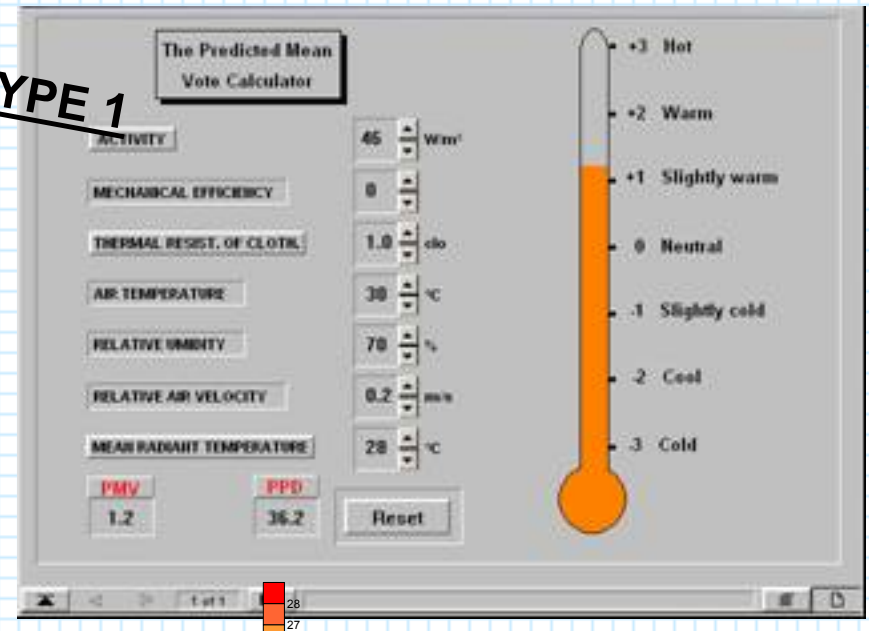 The Predicted Mean
Vote Calculator
YPE 1
ACTIVITY 46 W/m²
MECHANICAL EFFICIENCY 0
THERMAL RESIST. OF CLOTH. 1.0 clo
AIR TEMPERATURE 30 °C
RELATIVE UMIDITY 70 %
RELATIVE AIR VELOCITY 0.2 m/s
MEAN RADIANT TEMPERATURE 28 °C
PMV PPD
1.2 36.2 Reset
+3 Hot
+2 Warm
+1 Slightly warm
0 Neutral
-1 Slightly cold
-2 Cool
-3 Cold
1 of 1
28
27